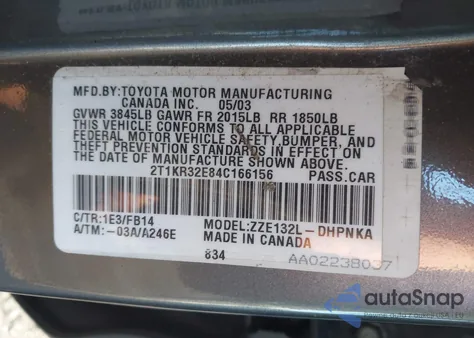 MFD.BY:TOYOTA MOTOR MANUFACTURING
CANADA INC. 05/03
GVWR 3845LB GAWR FR 2015LB RR 1850LB
THIS VEHICLE CONFORMS TO ALL APPLICABLE
FEDERAL MOTOR VEHICLE SAFETY, BUMPER, AND
THEFT PREVENTION STANDARDS IN EFFECT ON
THE DATE OF MANUFACTURE SHOWN ABOVE.
2T1KR32E84C166156 PASS.CAR
C/TR:1E3/FB14 MODEL:ZZE132L-DHPNKA
A/TM:-03A/A246E MADE IN CANADA
834 AA0223B037
autoSnap